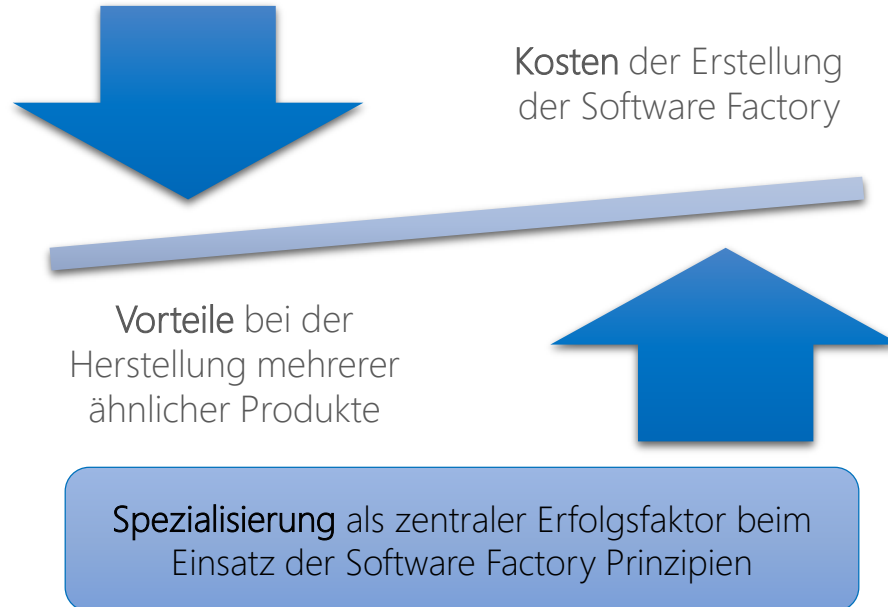 Kosten der Erstellung
der Software Factory
Vorteile bei der
Herstellung mehrerer
ähnlicher Produkte
Spezialisierung als zentraler Erfolgsfaktor beim
Einsatz der Software Factory Prinzipien